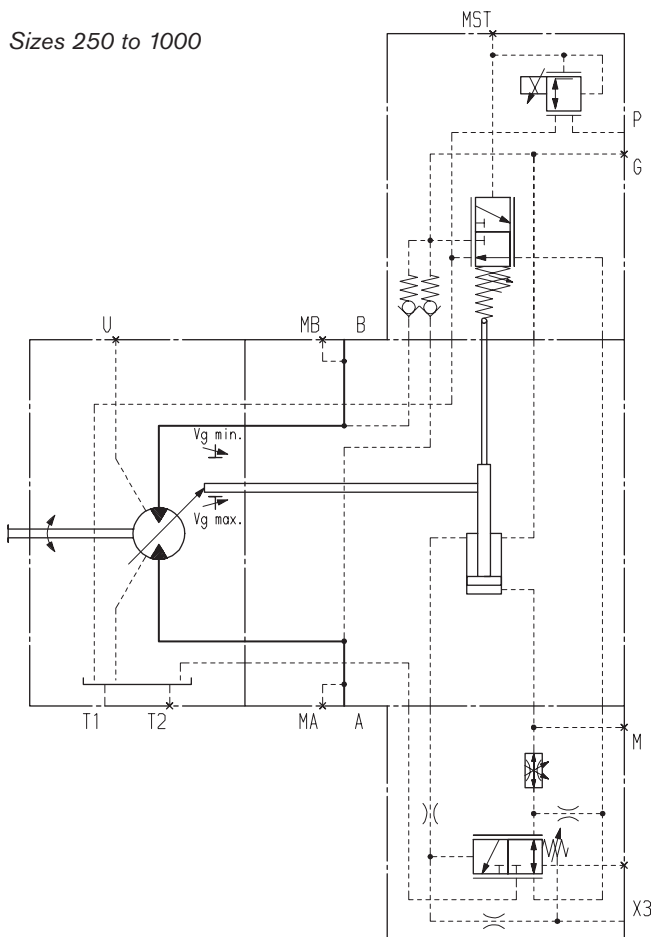 Sizes 250 to 1000
MST
P
G
U
MB
B
Vg min.
Vg max.
T1
T2
MA
A
M
X3